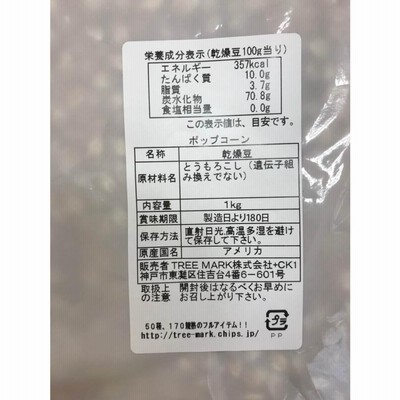 栄養成分表示(乾燥豆100g当り)
エネルギー 357kcal
たんぱく質 10.0g
脂質 3.7g
炭水化物 70.8g
食塩相当量 0.0g
この表示値は、目安です。
ポップコーン
名称 乾燥豆
原材料名 とうもろこし（遺伝子組
み換えでない）
内容量 1kg
賞味期限 製造日より180日
保存方法 直射日光,高温多湿を避け
て保存して下さい。
原産国名 アメリカ
販売者 TREE MARK株式会社+CK1
神戸市東灘区住吉台4番6－601号
取扱上の注意 開封後はなるべくお早めに
お召し上がり下さい。
50種、170種類のフルアイテム!!
http://tree-mark.chips.jp/
プラ
PP